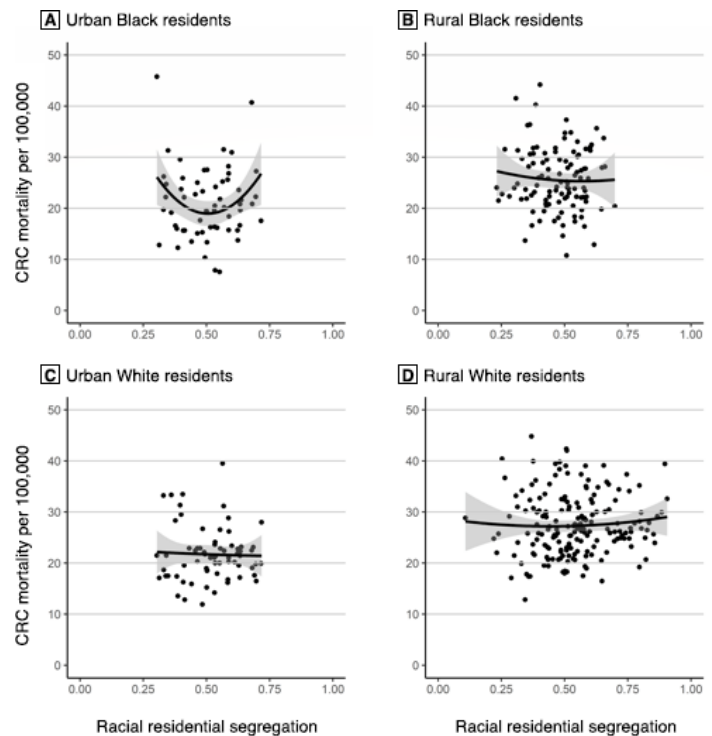 A Urban Black residents
B Rural Black residents
CRC mortality per 100,000
50
40
30
20
10
0
0.00 0.25 0.50 0.75 1.00
50
40
30
20
10
0
0.00 0.25 0.50 0.75 1.00
C Urban White residents
D Rural White residents
CRC mortality per 100,000
50
40
30
20
10
0
0.00 0.25 0.50 0.75 1.00
50
40
30
20
10
0
0.00 0.25 0.50 0.75 1.00
Racial residential segregation
Racial residential segregation